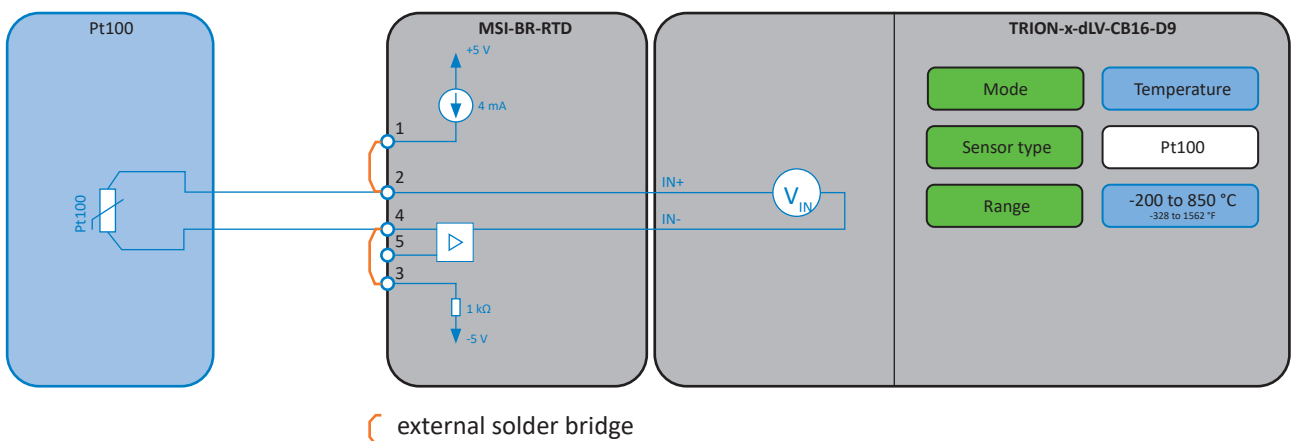 Pt100
MSI-BR-RTD
TRION-x-dLV-CB16-D9
+5 V
4 mA
1
2
4
5
3
1 kΩ
-5 V
Pt100
IN+
IN-
VIN
Mode
Temperature
Sensor type
Pt100
Range
-200 to 850 °C
-328 to 1562 °F
external solder bridge